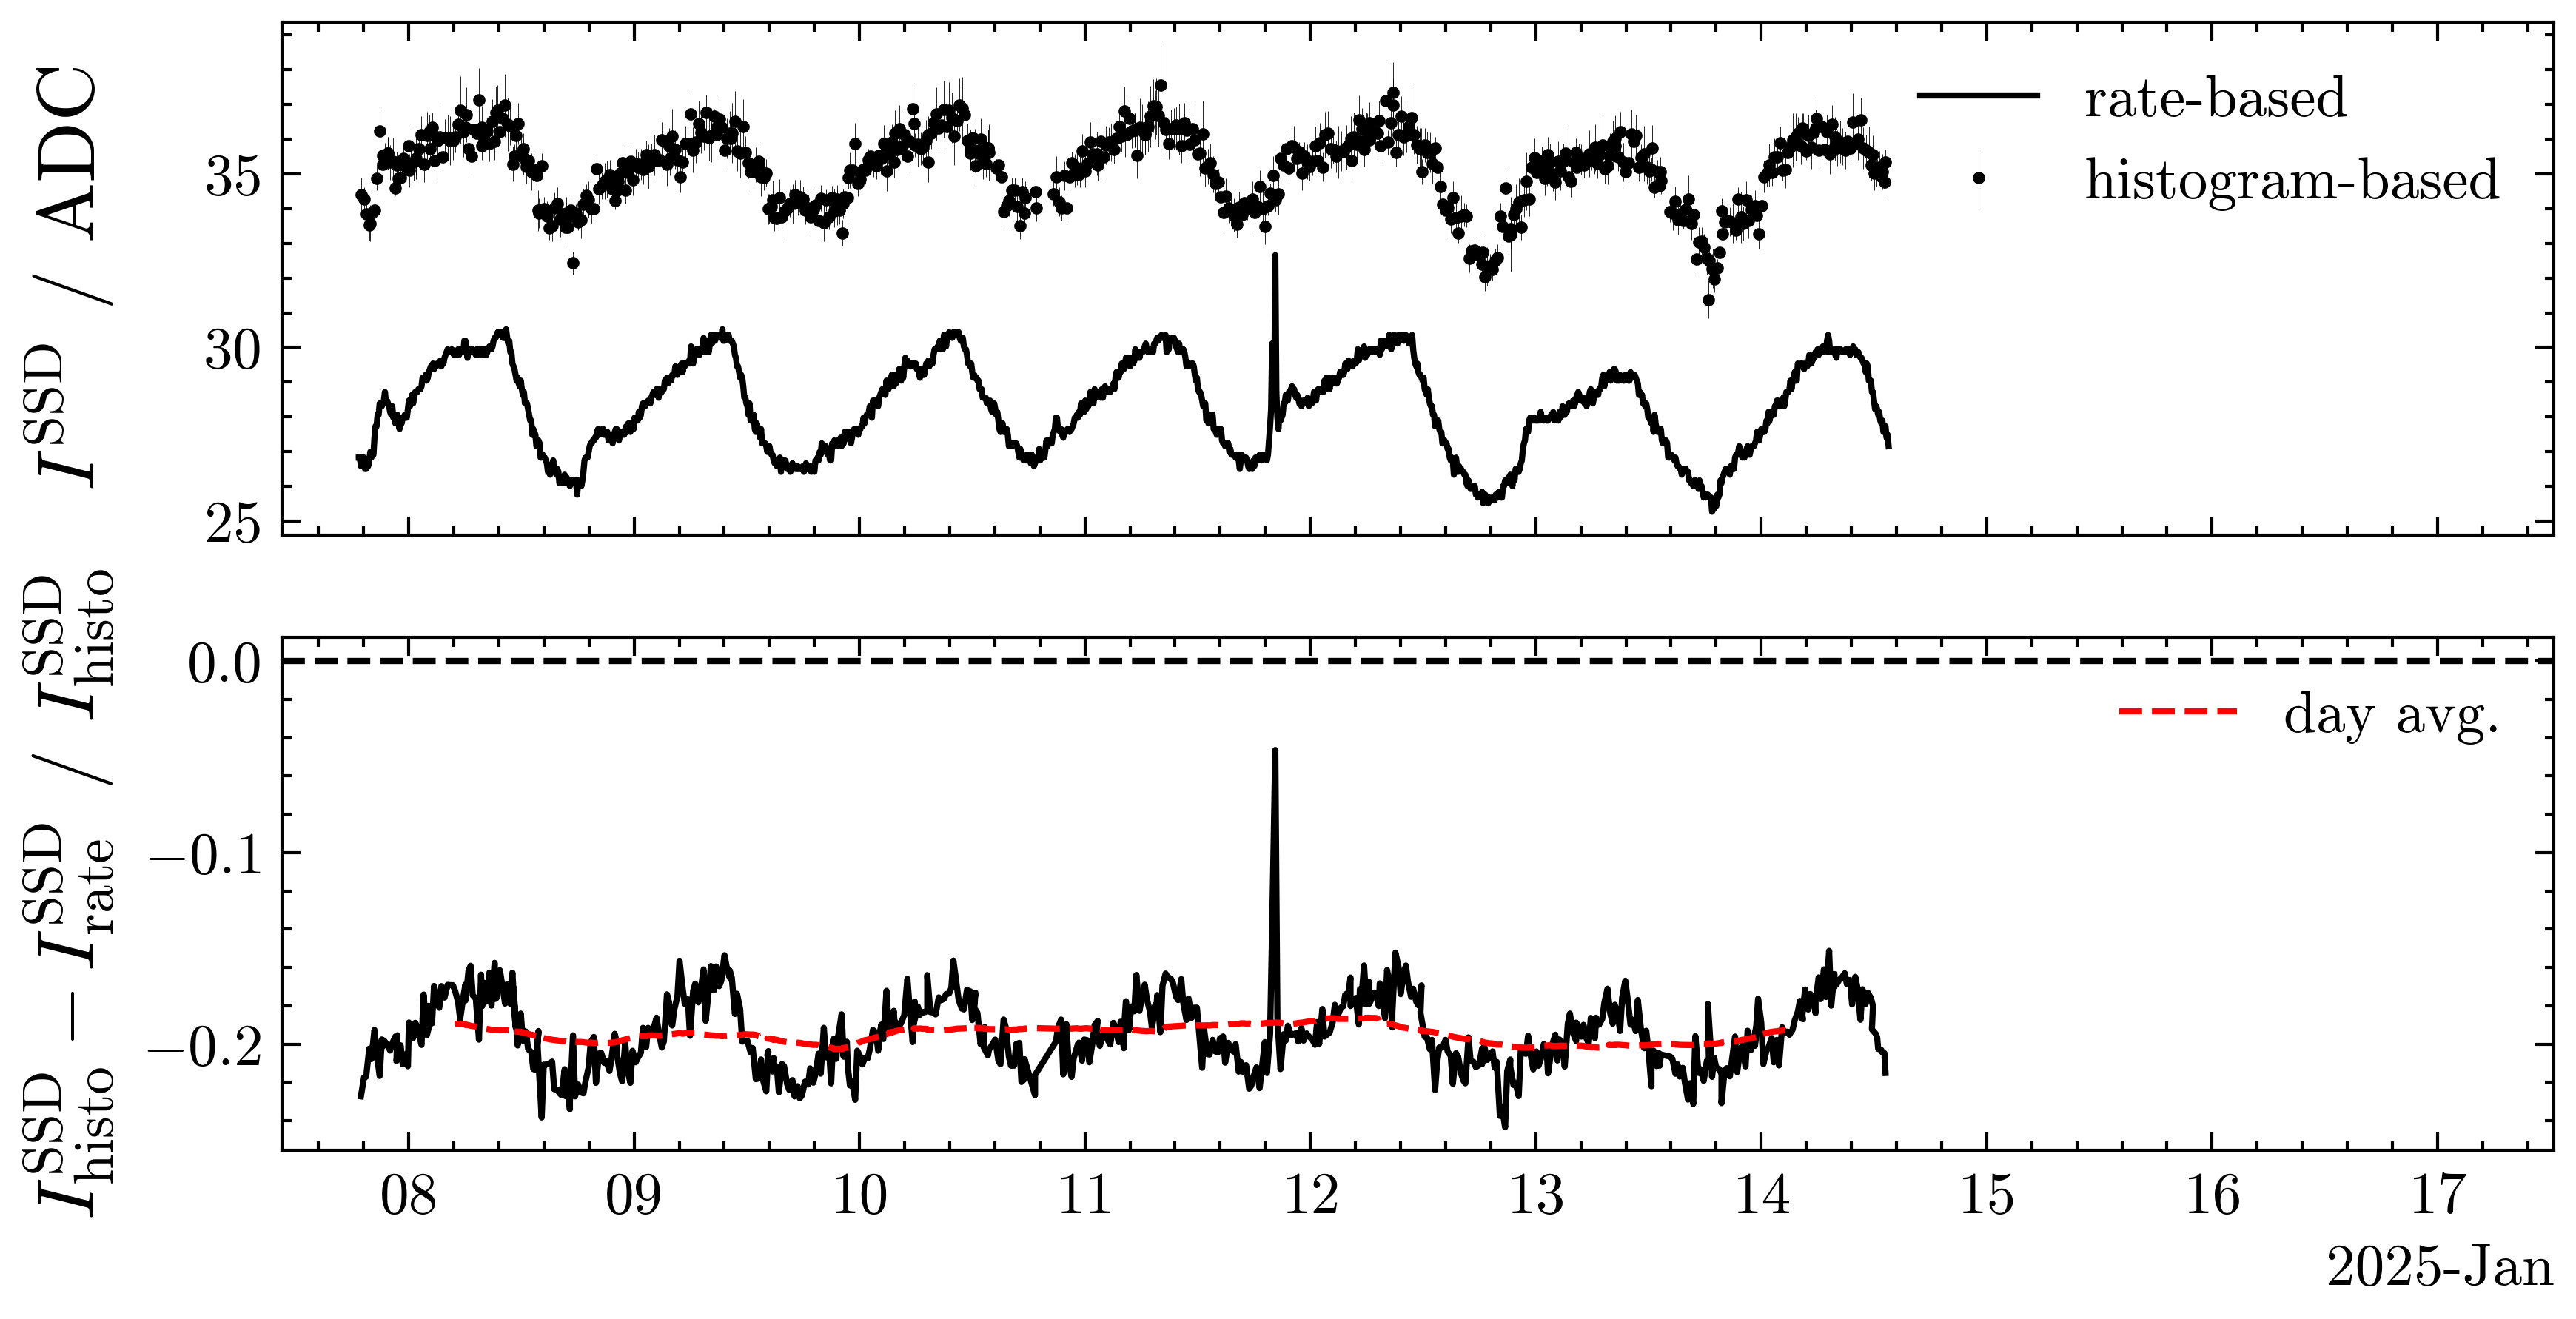 I^SSD / ADC
35
30
25
rate-based
histogram-based
I^SSD_histo − I^SSD_rate / I^SSD_histo
0.0
−0.1
−0.2
day avg.
08 09 10 11 12 13 14 15 16 17
2025-Jan